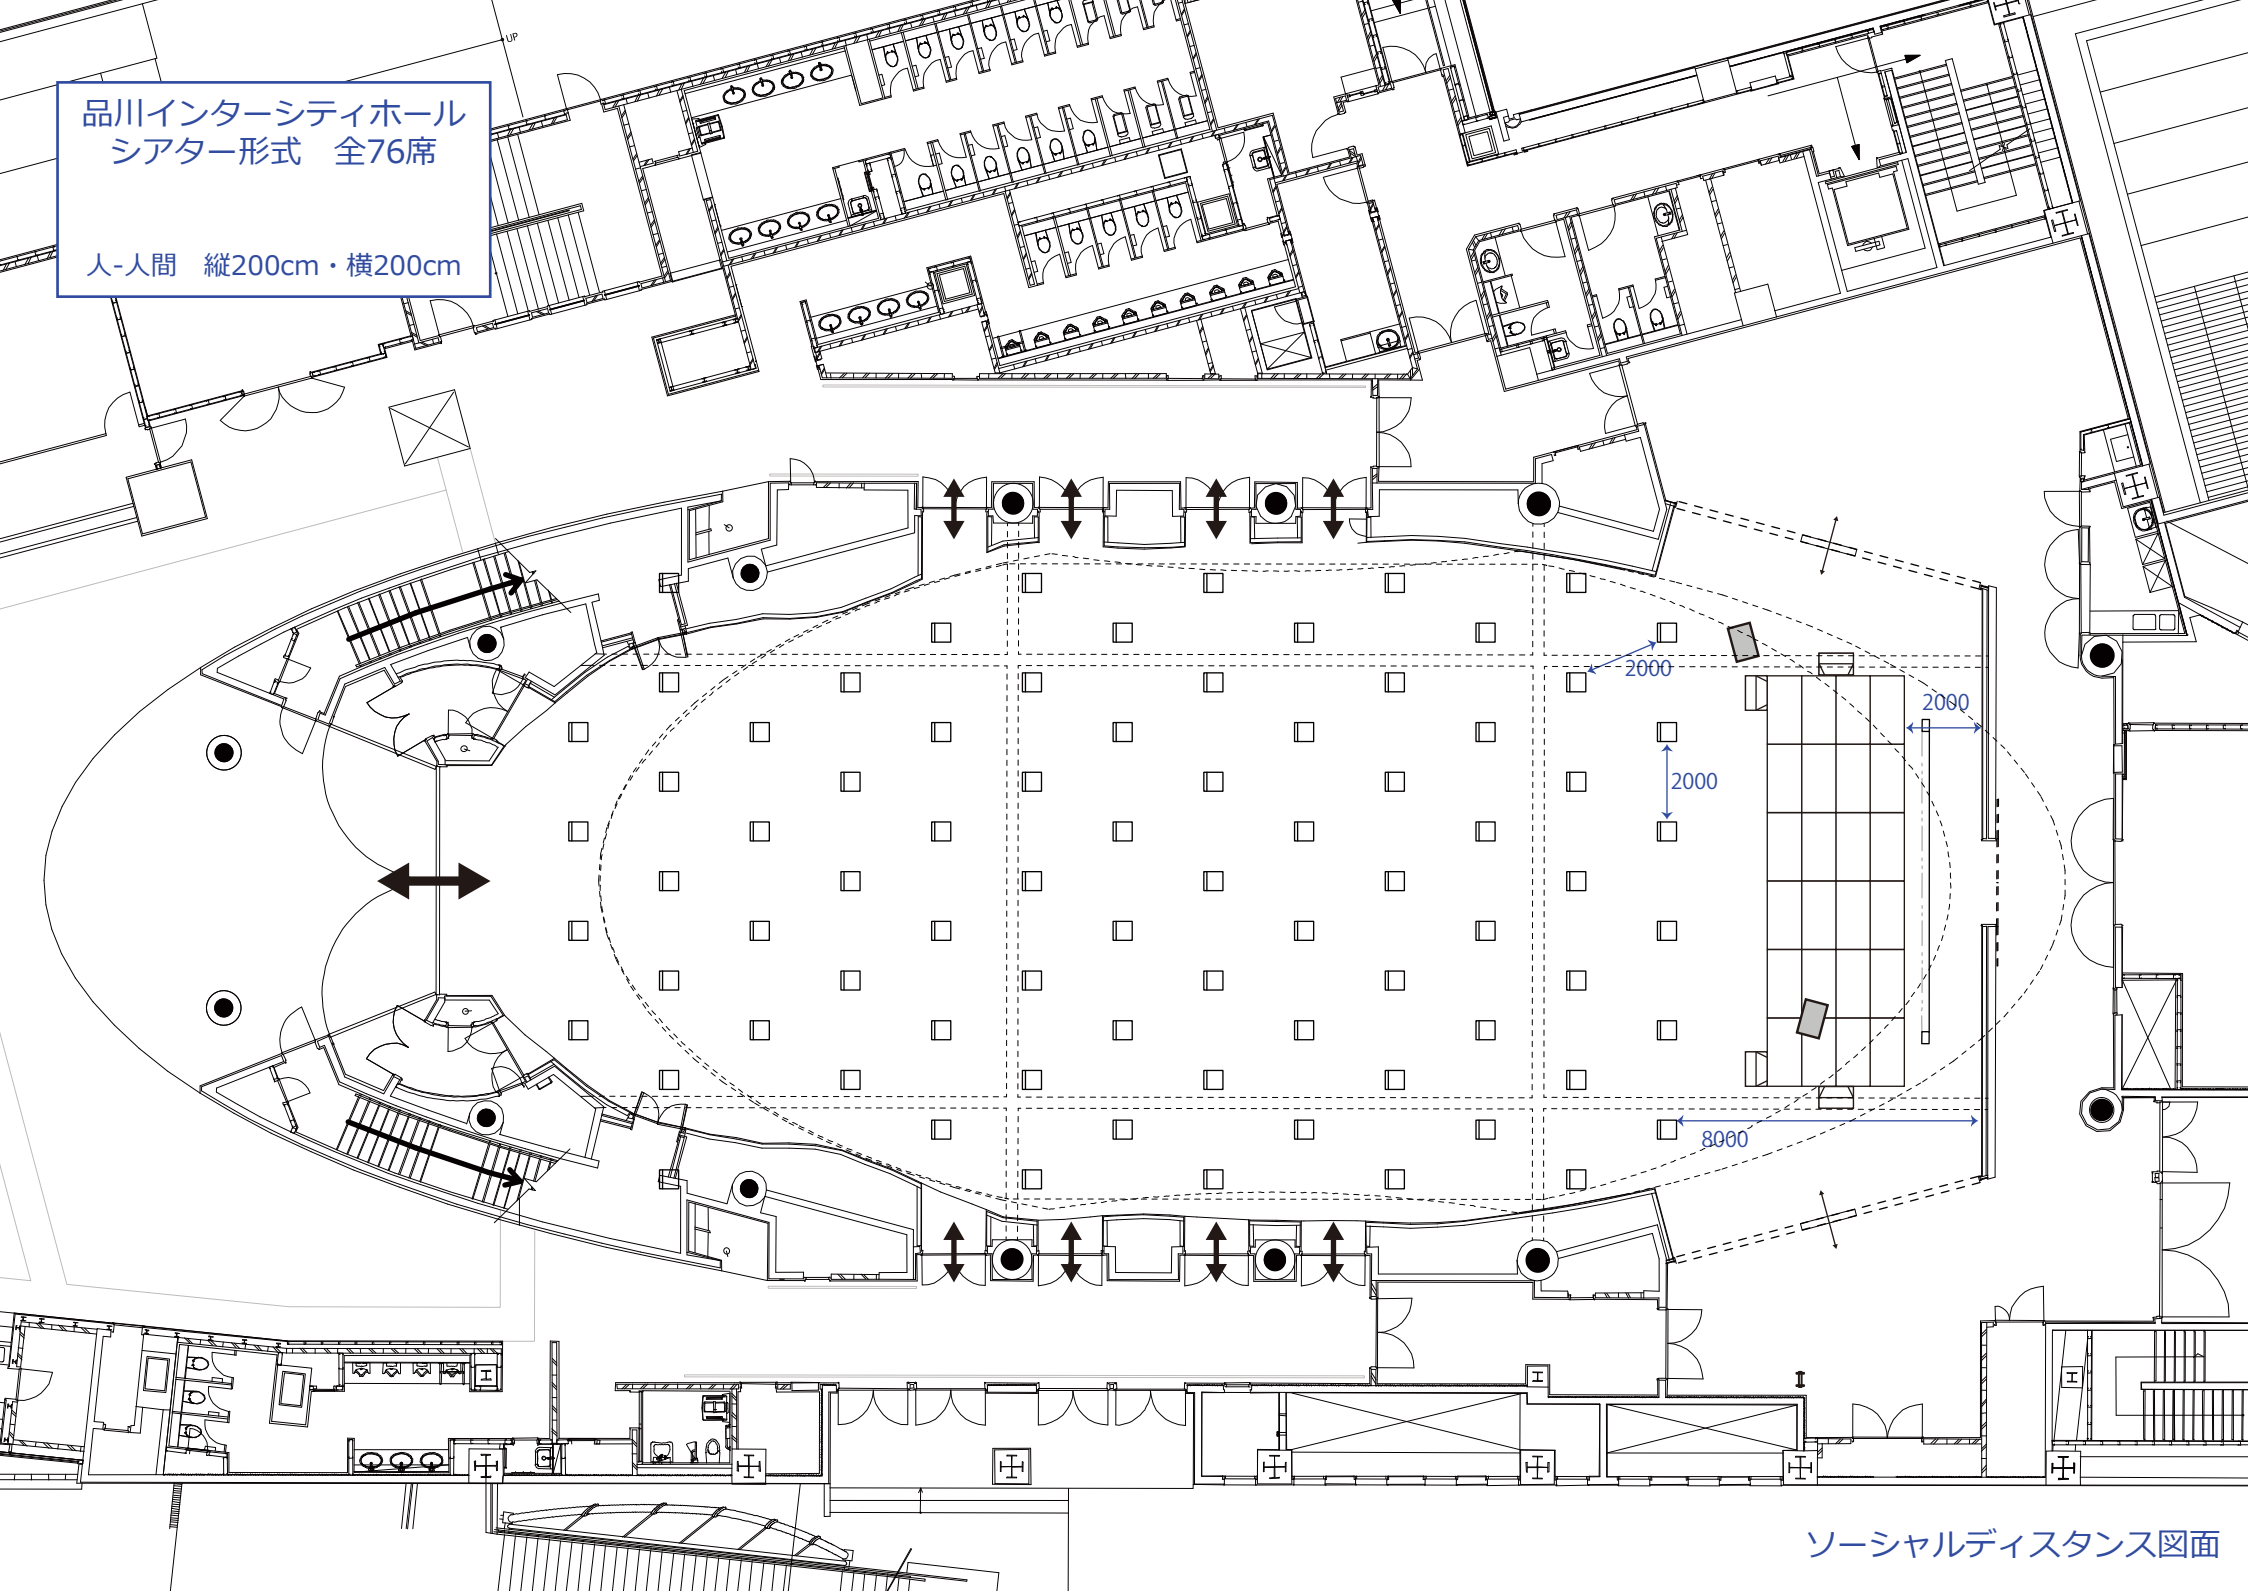 UP
品川インターシティホール
シアター形式　全76席
人-人間　縦200cm・横200cm
2000
2000
2000
8000
ソーシャルディスタンス図面